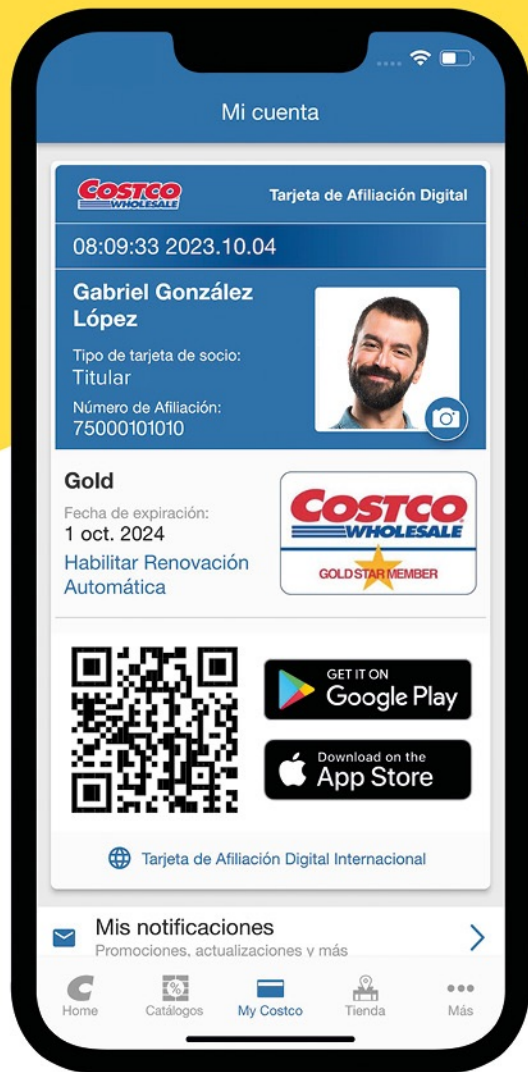 Mi cuenta
COSTCO
WHOLESALE
Tarjeta de Afiliación Digital
08:09:33 2023.10.04
Gabriel González
López
Tipo de tarjeta de socio:
Titular
Número de Afiliación:
75000101010
Gold
Fecha de expiración:
1 oct. 2024
Habilitar Renovación
Automática
COSTCO
WHOLESALE
GOLD STAR MEMBER
GET IT ON
Google Play
Download on the
App Store
Tarjeta de Afiliación Digital Internacional
Mis notificaciones
Promociones, actualizaciones y más
Home
Catálogos
My Costco
Tienda
Más